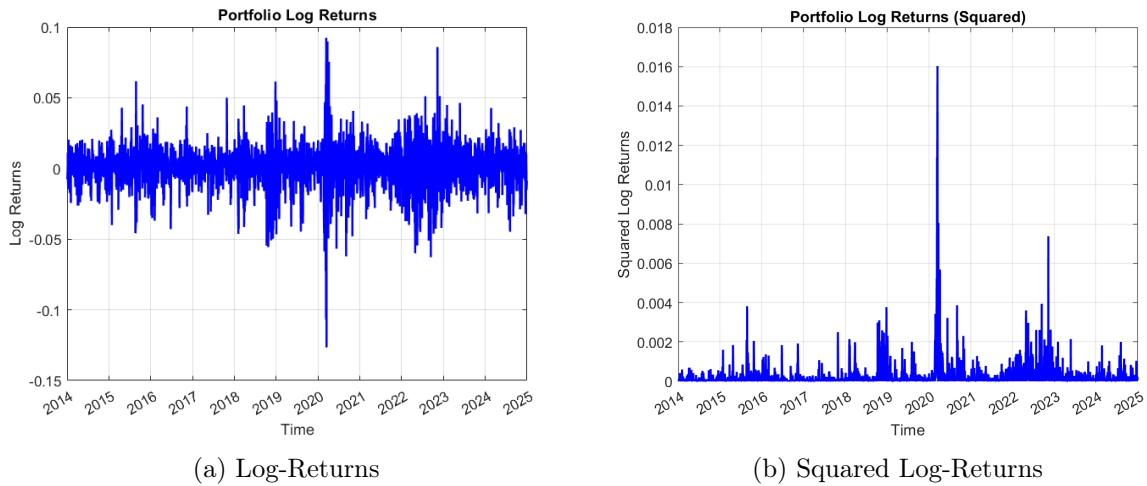 Portfolio Log Returns
0.1
0.05
0
-0.05
-0.1
-0.15
Log Returns
2014 2015 2016 2017 2018 2019 2020 2021 2022 2023 2024 2025
Time
(a) Log-Returns
Portfolio Log Returns (Squared)
0.018
0.016
0.014
0.012
0.01
0.008
0.006
0.004
0.002
0
Squared Log Returns
2014 2015 2016 2017 2018 2019 2020 2021 2022 2023 2024 2025
Time
(b) Squared Log-Returns